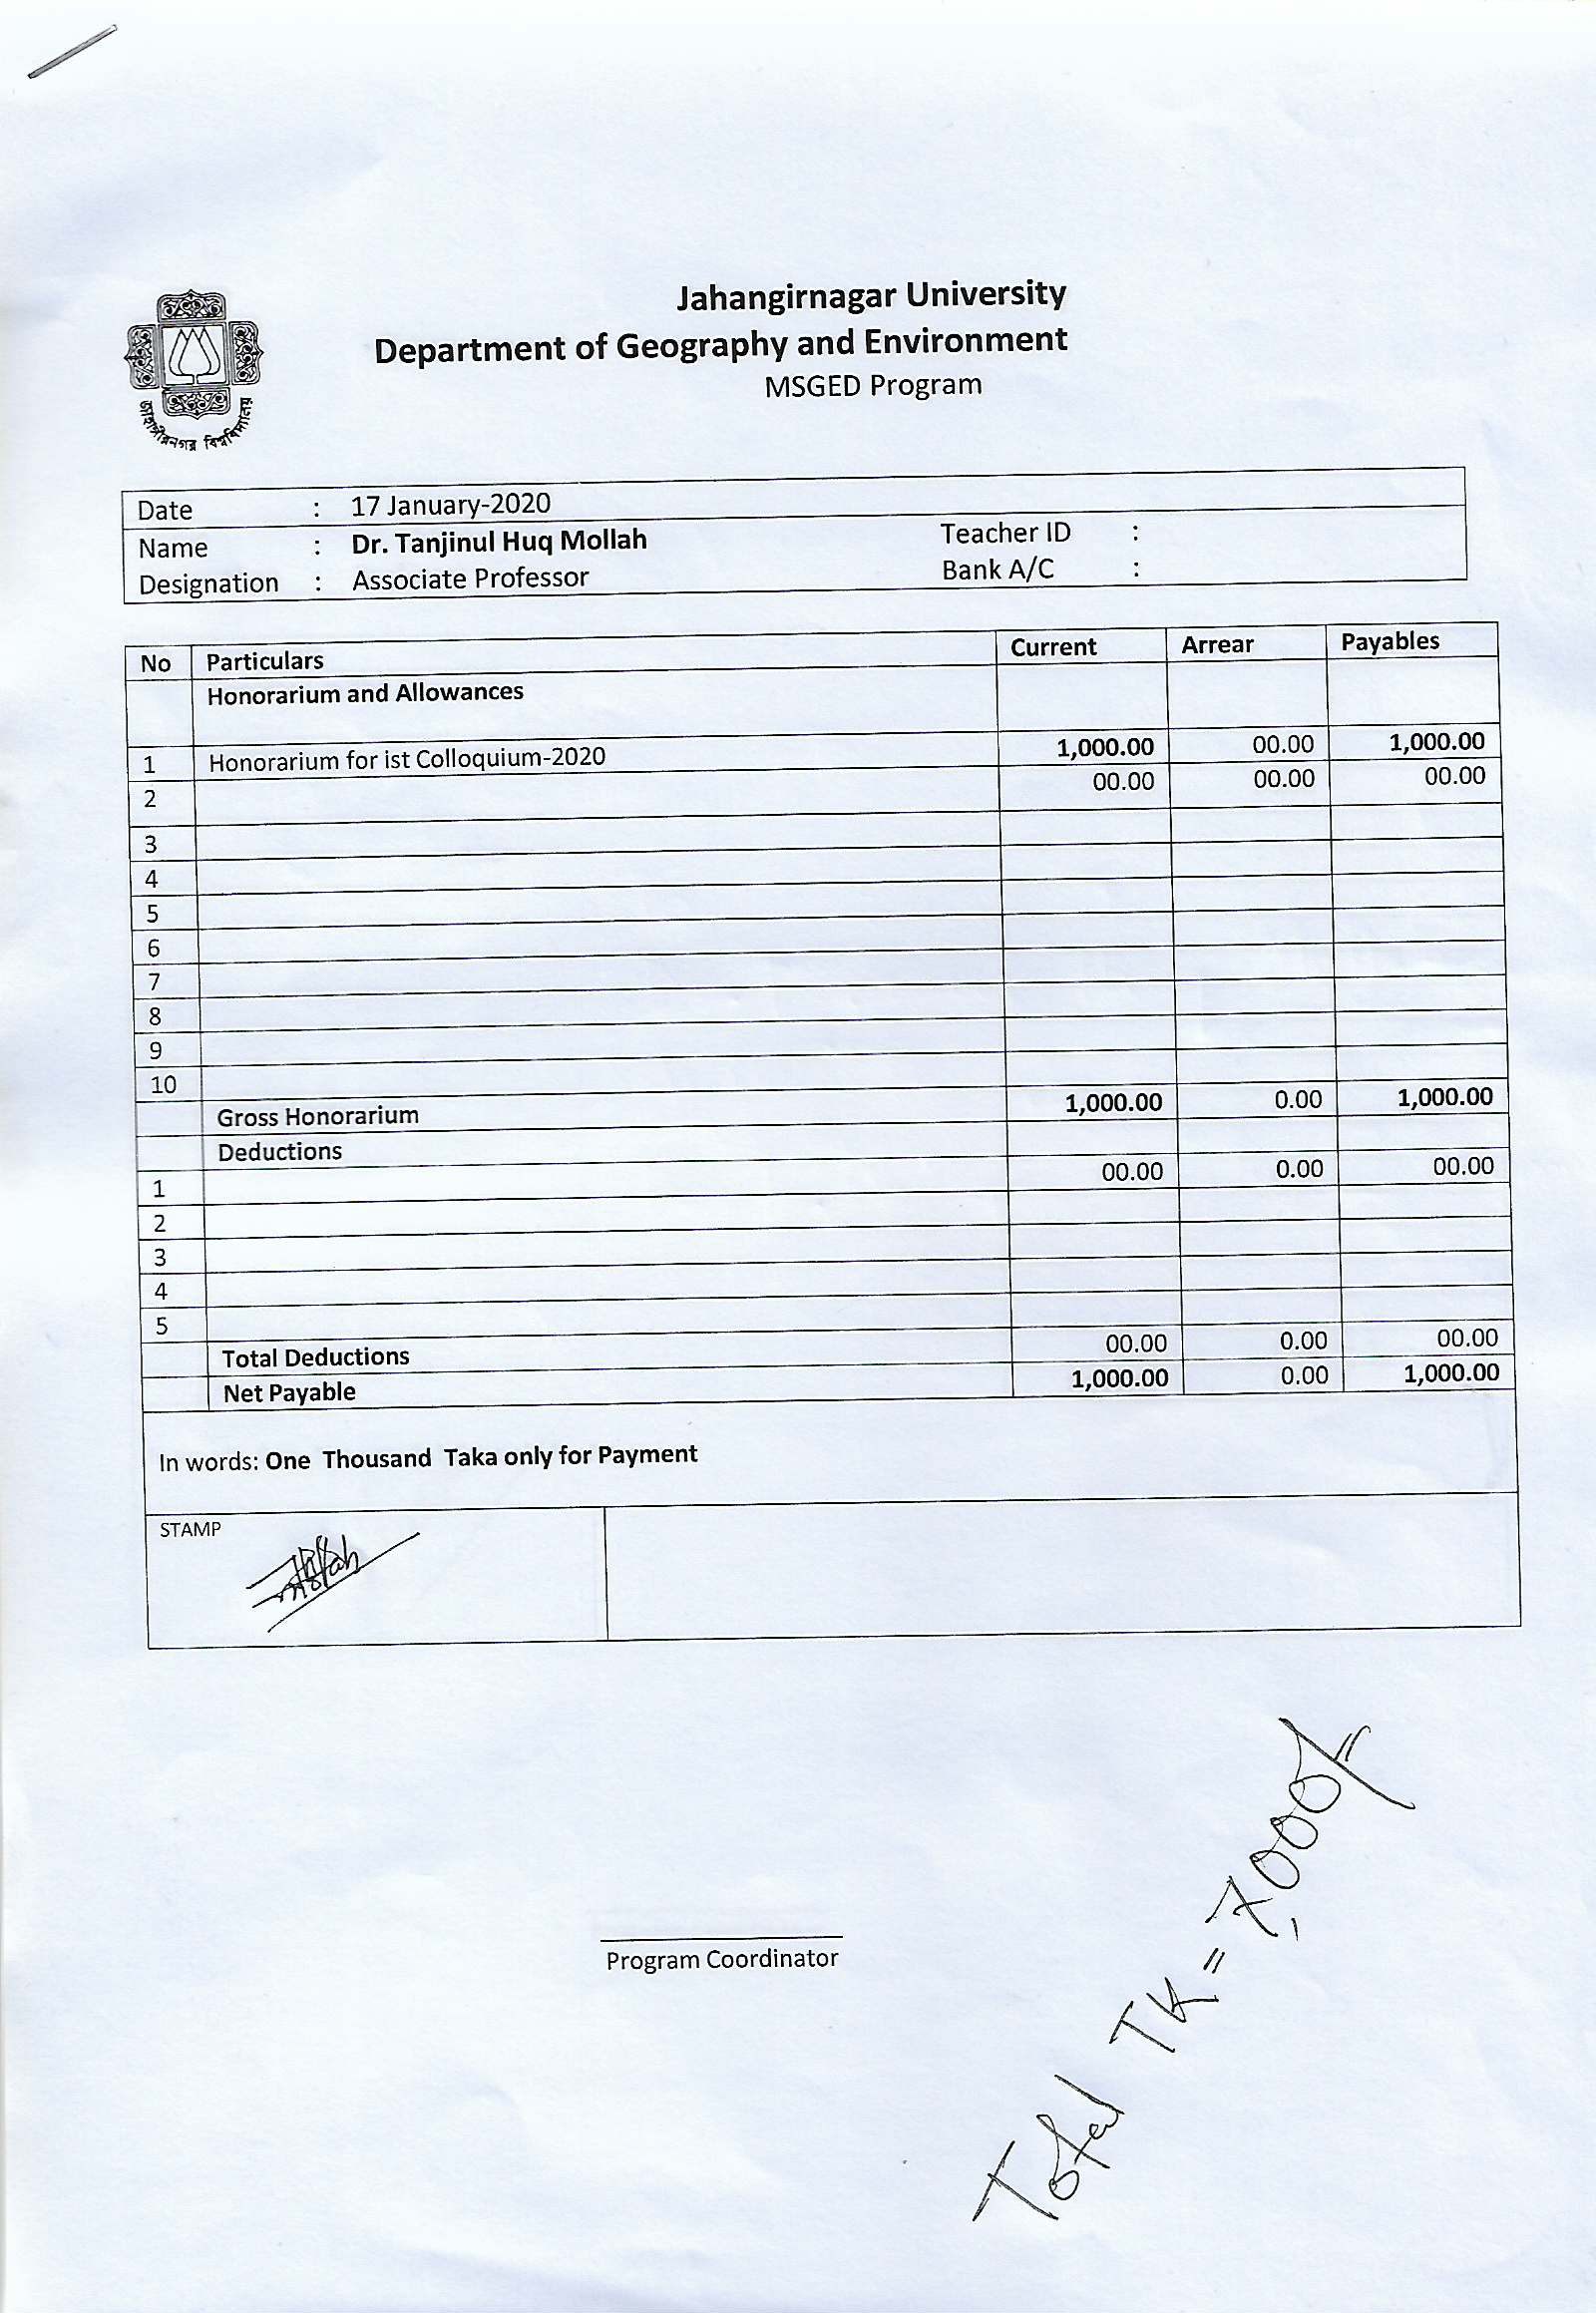 জাহাঙ্গীরনগর বিশ্ববিদ্যালয়
Jahangirnagar University
Department of Geography and Environment
MSGED Program
Date : 17 January-2020
Name : Dr. Tanjinul Huq Mollah Teacher ID :
Designation : Associate Professor Bank A/C :
No Particulars Current Arrear Payables
Honorarium and Allowances
1 Honorarium for ist Colloquium-2020 1,000.00 00.00 1,000.00
2 00.00 00.00 00.00
3
4
5
6
7
8
9
10
Gross Honorarium 1,000.00 0.00 1,000.00
Deductions
1 00.00 0.00 00.00
2
3
4
5
Total Deductions 00.00 0.00 00.00
Net Payable 1,000.00 0.00 1,000.00
In words: One Thousand Taka only for Payment
STAMP
Program Coordinator
Total TK = 7,000/=